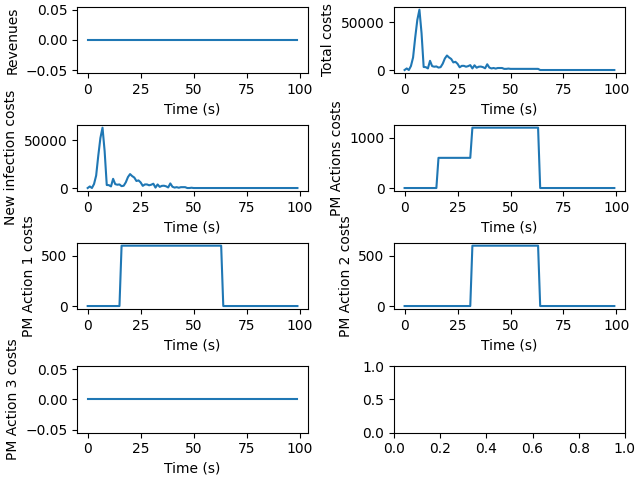 Revenues
0.05
0.00
−0.05
0 25 50 75 100
Time (s)
Total costs
50000
0
0 25 50 75 100
Time (s)
New infection costs
50000
0
0 25 50 75 100
Time (s)
PM Actions costs
1000
0
0 25 50 75 100
Time (s)
PM Action 1 costs
500
0
0 25 50 75 100
Time (s)
PM Action 2 costs
500
0
0 25 50 75 100
Time (s)
PM Action 3 costs
0.05
0.00
−0.05
0 25 50 75 100
Time (s)
1.0
0.5
0.0
0.0 0.2 0.4 0.6 0.8 1.0